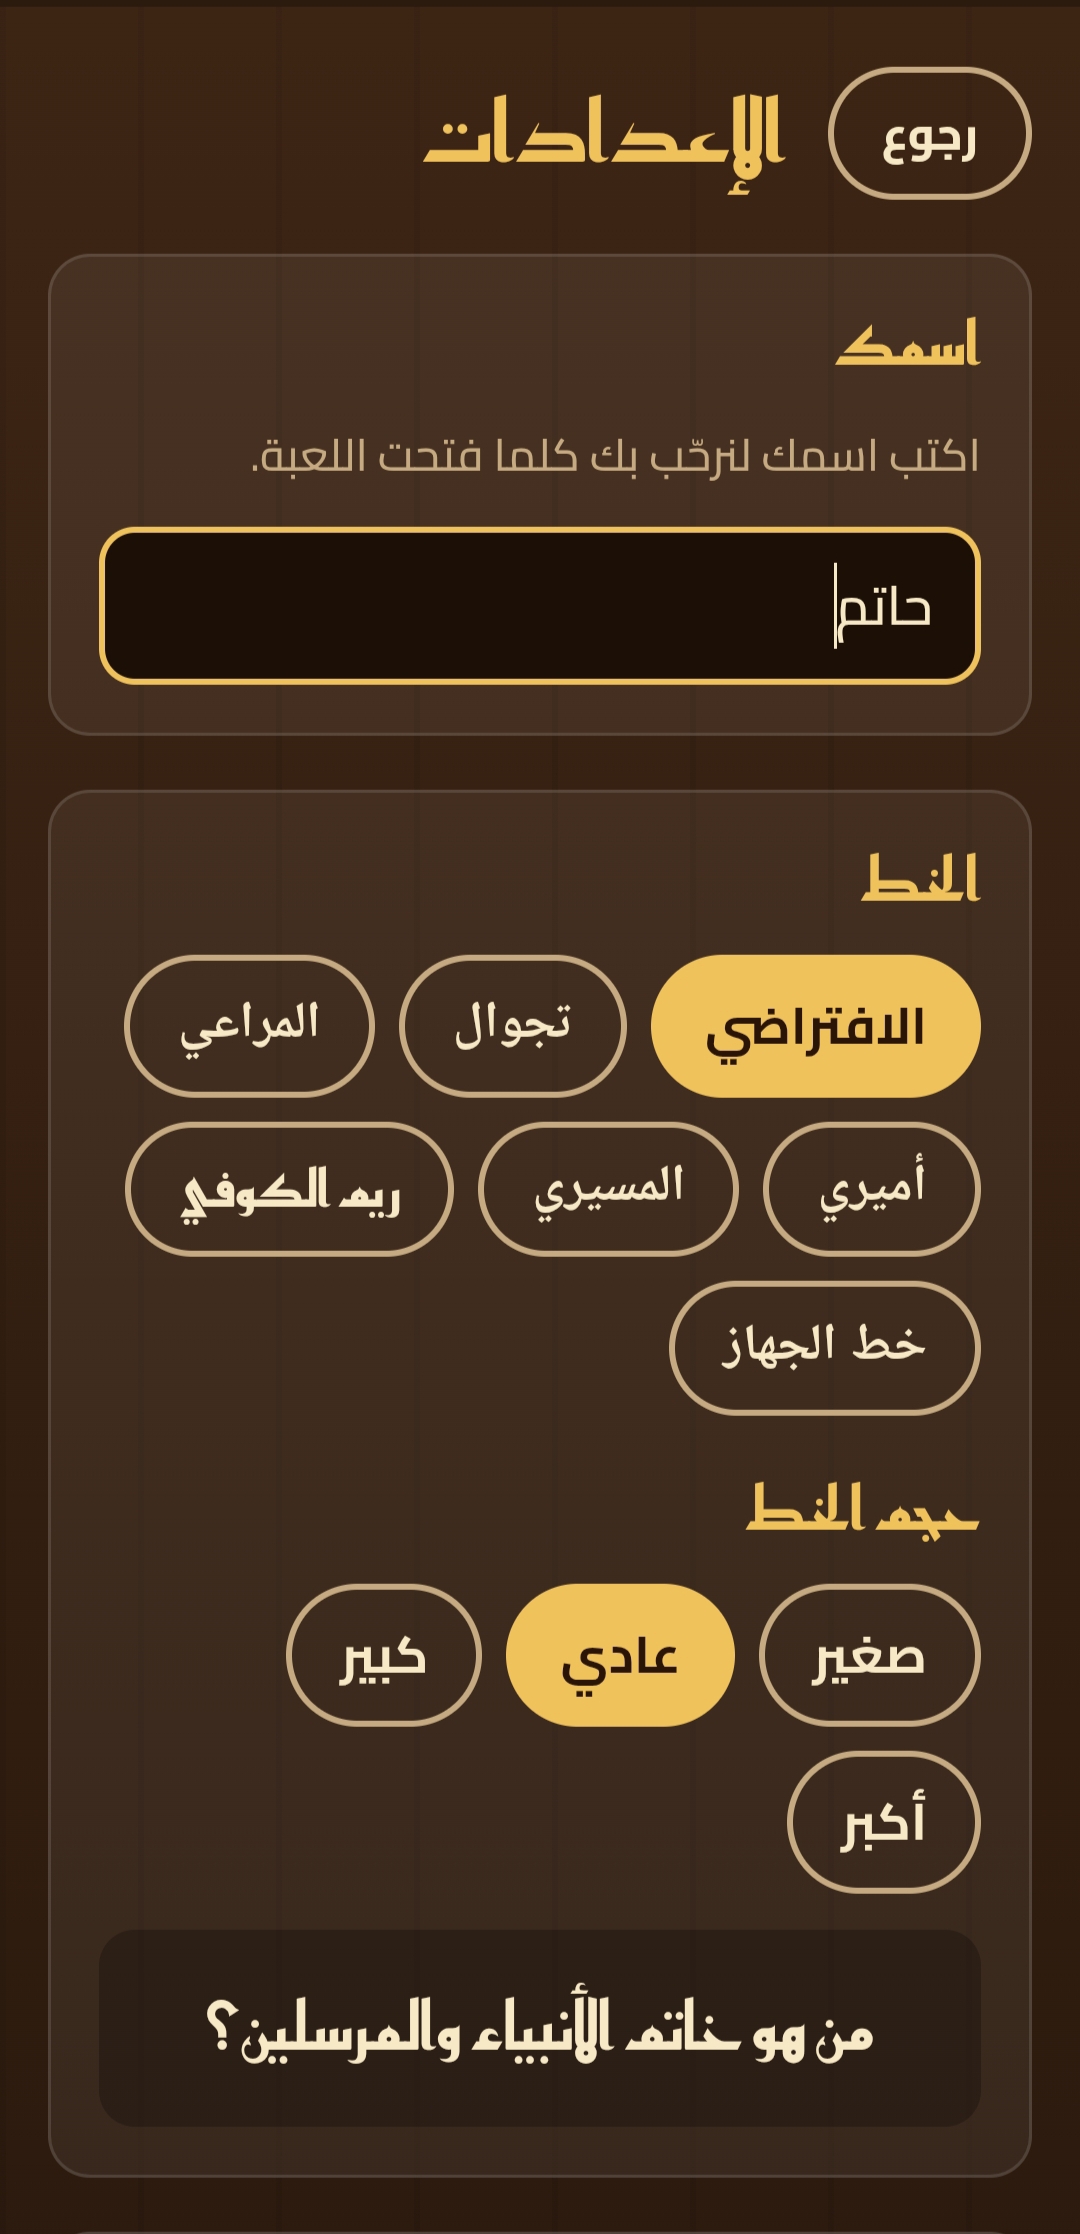 رجوع الإعدادات
اسمك
اكتب اسمك لنرحّب بك كلما فتحت اللعبة.
حاتم
الخط
الافتراضي تجوال المراعي
أميري المسيري ريم الكوفي
خط الجهاز
حجم الخط
صغير عادي كبير
أكبر
من هو خاتم الأنبياء والمرسلين؟